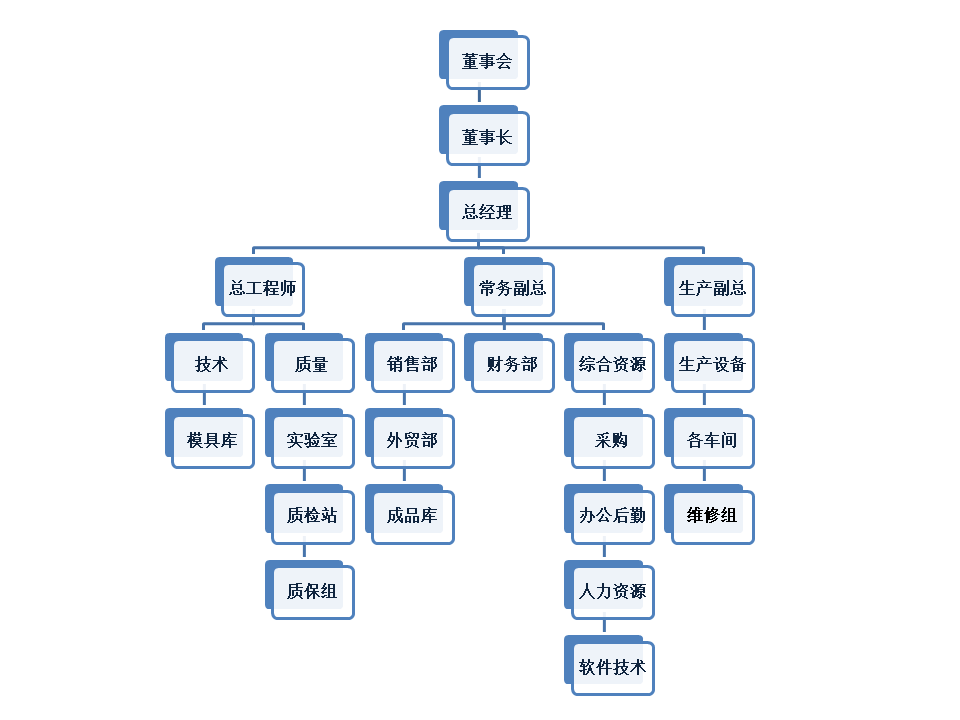 董事会
董事长
总经理
总工程师
常务副总
生产副总
技术
质量
销售部
财务部
综合资源
生产设备
模具库
实验室
外贸部
采购
各车间
质检站
成品库
办公后勤
维修组
质保组
人力资源
软件技术